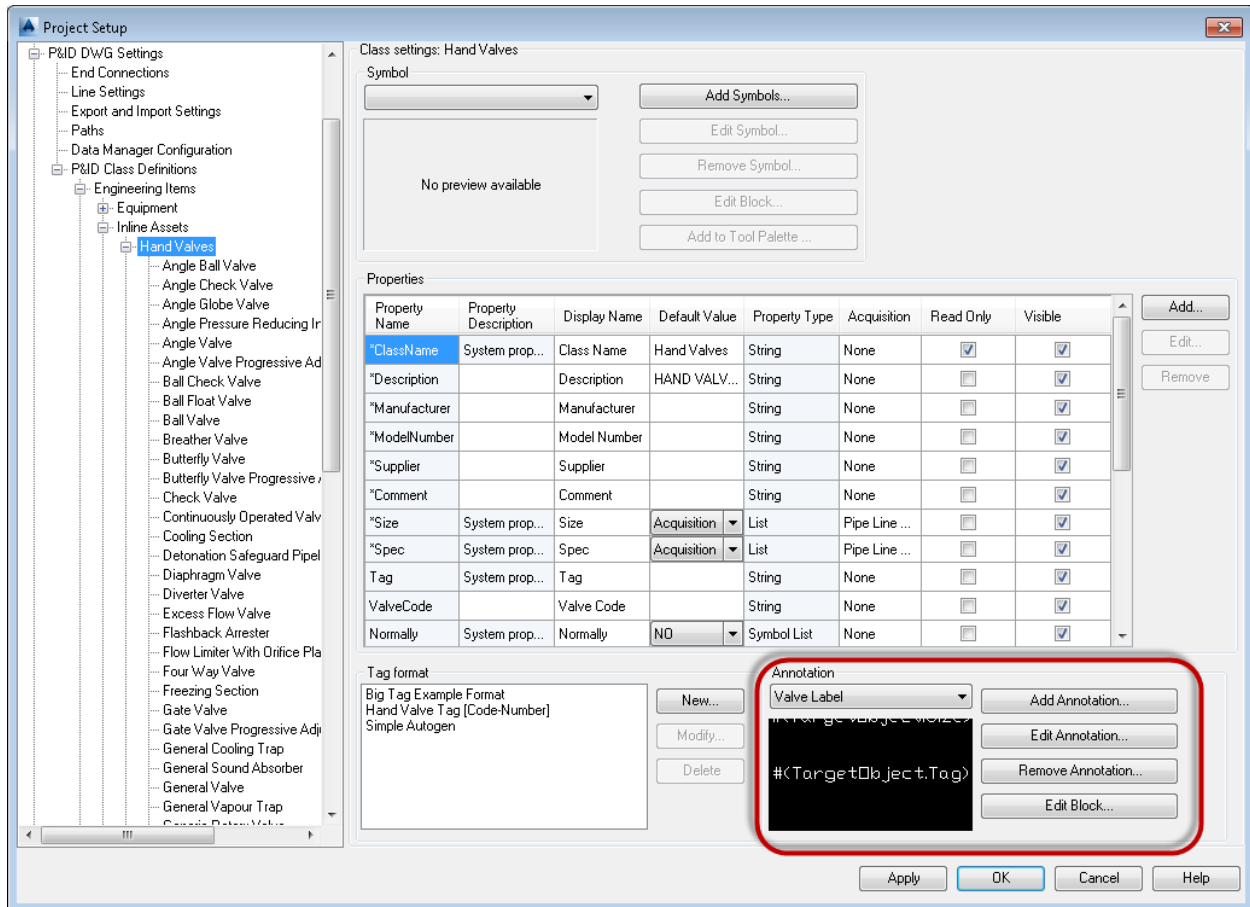 Project Setup
P&ID DWG Settings
End Connections
Line Settings
Export and Import Settings
Paths
Data Manager Configuration
P&ID Class Definitions
Engineering Items
Equipment
Inline Assets
Hand Valves
Angle Ball Valve
Angle Check Valve
Angle Globe Valve
Angle Pressure Reducing Ir
Angle Valve
Angle Valve Progressive Ad
Ball Check Valve
Ball Float Valve
Ball Valve
Breather Valve
Butterfly Valve
Butterfly Valve Progressive
Check Valve
Continuously Operated Valv
Cooling Section
Detonation Safeguard Pipel
Diaphragm Valve
Diverter Valve
Excess Flow Valve
Flashback Arrester
Flow Limiter With Orifice Pla
Four Way Valve
Freezing Section
Gate Valve
Gate Valve Progressive Adju
General Cooling Trap
General Sound Absorber
General Valve
General Vapour Trap
Class settings: Hand Valves
Symbol
No preview available
Add Symbols...
Edit Symbol...
Remove Symbol...
Edit Block...
Add to Tool Palette ...
Properties
Property Name Property Description Display Name Default Value Property Type Acquisition Read Only Visible
*ClassName System prop... Class Name Hand Valves String None
*Description Description HAND VALV... String None
*Manufacturer Manufacturer String None
*ModelNumber Model Number String None
*Supplier Supplier String None
*Comment Comment String None
*Size System prop... Size Acquisition List Pipe Line ...
*Spec System prop... Spec Acquisition List Pipe Line ...
Tag System prop... Tag String None
ValveCode Valve Code String None
Normally System prop... Normally NO Symbol List None
Add...
Edit...
Remove
Tag format
Big Tag Example Format
Hand Valve Tag [Code-Number]
Simple Autogen
New...
Modify...
Delete
Annotation
Valve Label
#(TargetObject.Tag)
Add Annotation...
Edit Annotation...
Remove Annotation...
Edit Block...
Apply
OK
Cancel
Help